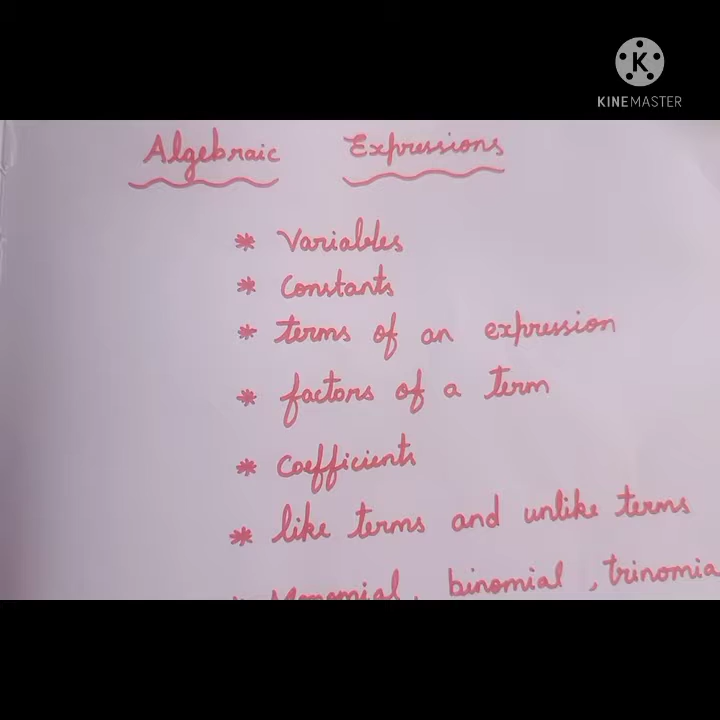 K
KINEMASTER
Algebraic Expressions
* Variables
* Constants
* terms of an expression
* factors of a term
* Coefficients
* like terms and unlike terms
* Monomial, binomial, trinomia